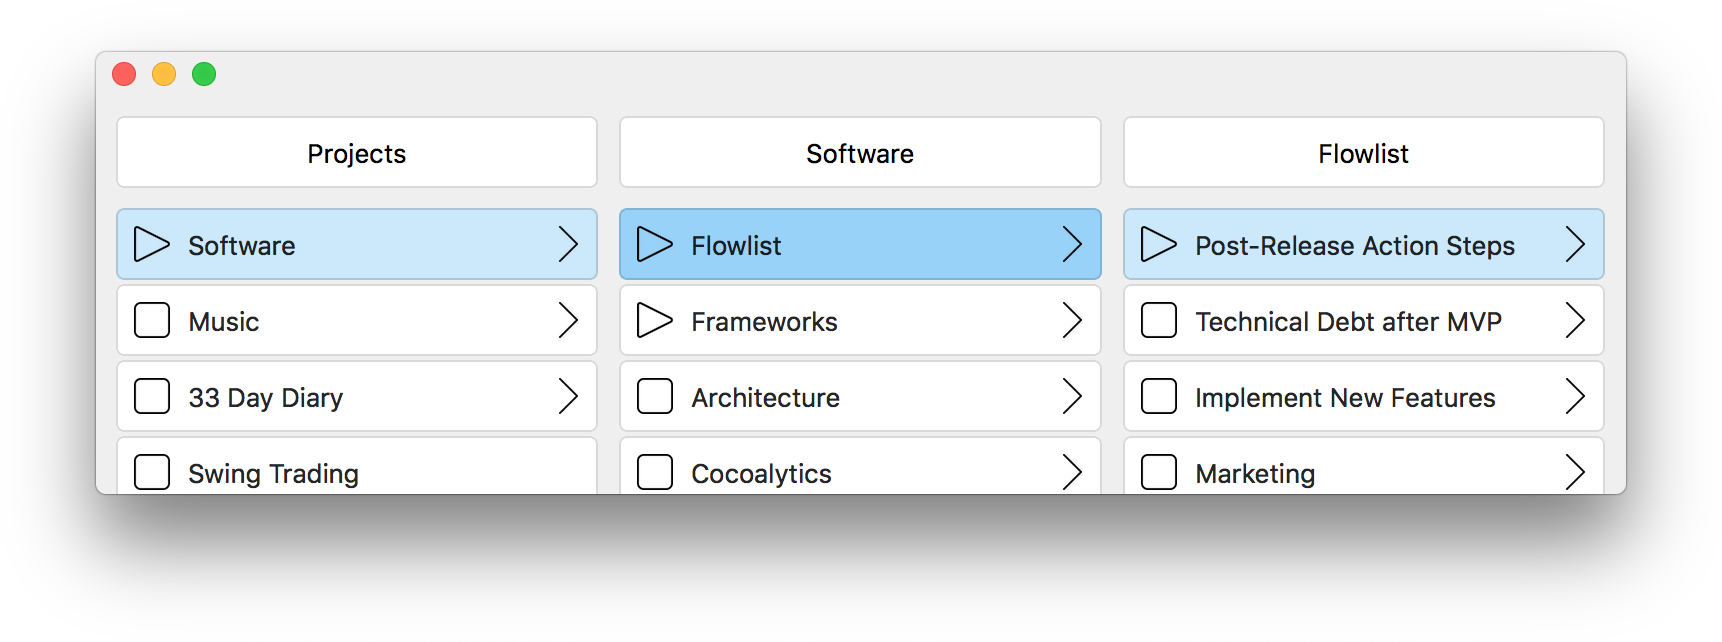 Projects
Software
Music
33 Day Diary
Swing Trading
Software
Flowlist
Frameworks
Architecture
Cocoalytics
Flowlist
Post-Release Action Steps
Technical Debt after MVP
Implement New Features
Marketing